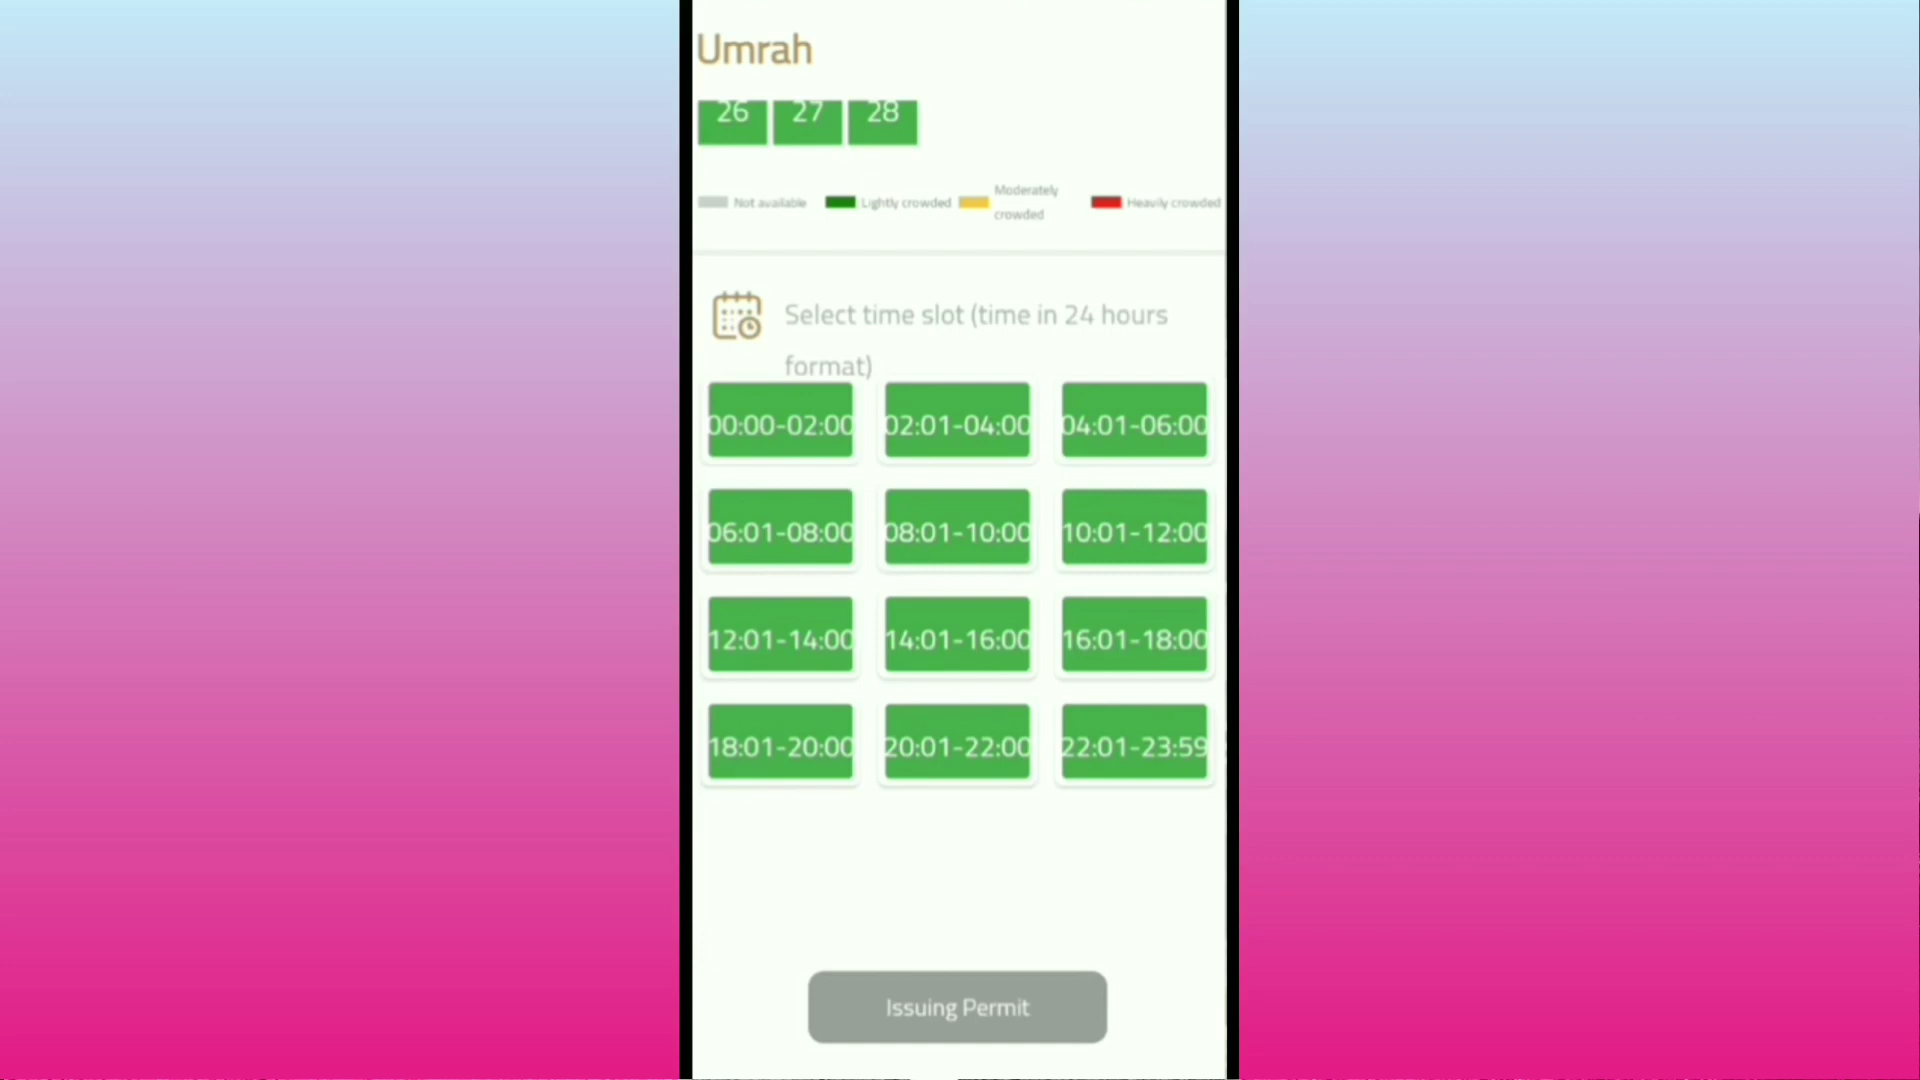 Umrah
26 27 28
Not available Lightly crowded Moderately crowded Heavily crowded
Select time slot (time in 24 hours
format)
00:00-02:00 02:01-04:00 04:01-06:00
06:01-08:00 08:01-10:00 10:01-12:00
12:01-14:00 14:01-16:00 16:01-18:00
18:01-20:00 20:01-22:00 22:01-23:59
Issuing Permit